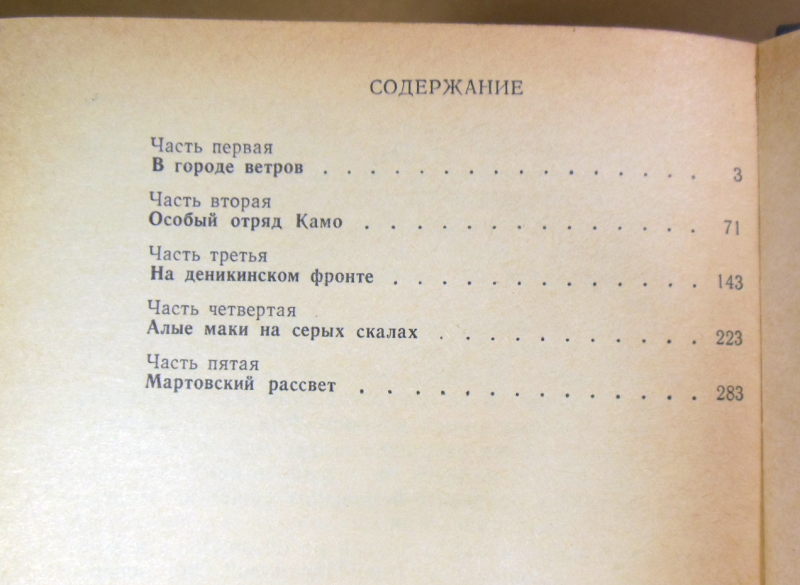 СОДЕРЖАНИЕ
Часть первая
В городе ветров . . . . . . . . . . . . . . . . 3
Часть вторая
Особый отряд Камо . . . . . . . . . . . . . . 71
Часть третья
На деникинском фронте . . . . . . . . . . . . 143
Часть четвертая
Алые маки на серых скалах . . . . . . . . . . 223
Часть пятая
Мартовский рассвет . . . . . . . . . . . . . . 283